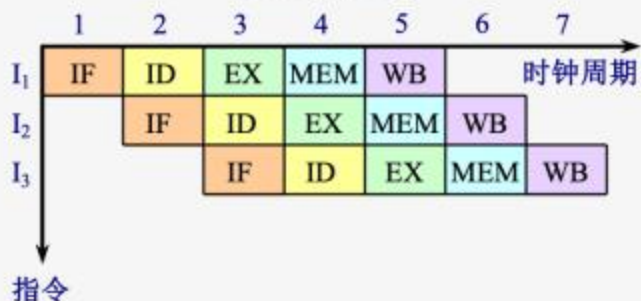 1 2 3 4 5 6 7
I₁ IF ID EX MEM WB 时钟周期
I₂ IF ID EX MEM WB
I₃ IF ID EX MEM WB
指令